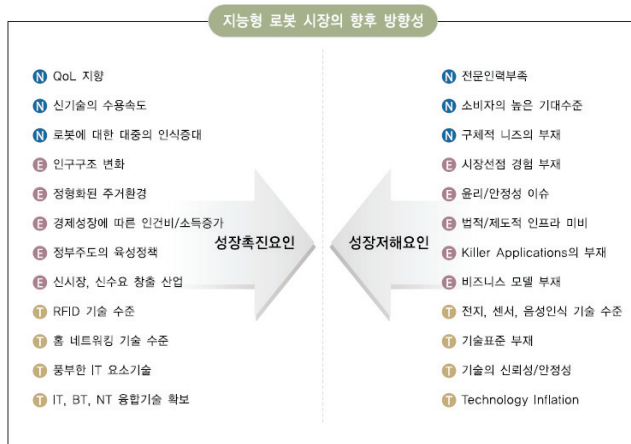 지능형 로봇 시장의 향후 방향성
N QoL 지향
N 신기술의 수용속도
N 로봇에 대한 대중의 인식증대
E 인구구조 변화
E 정형화된 주거환경
E 경제성장에 따른 인건비/소득증가
E 정부주도의 육성정책
E 신시장, 신수요 창출 산업
T RFID 기술 수준
T 홈 네트워킹 기술 수준
T 풍부한 IT 요소기술
T IT, BT, NT 융합기술 확보
성장촉진요인
성장저해요인
N 전문인력부족
N 소비자의 높은 기대수준
N 구체적 니즈의 부재
E 시장선점 경험 부재
E 윤리/안정성 이슈
E 법적/제도적 인프라 미비
E Killer Applications의 부재
E 비즈니스 모델 부재
T 전지, 센서, 음성인식 기술 수준
T 기술표준 부재
T 기술의 신뢰성/안정성
T Technology Inflation